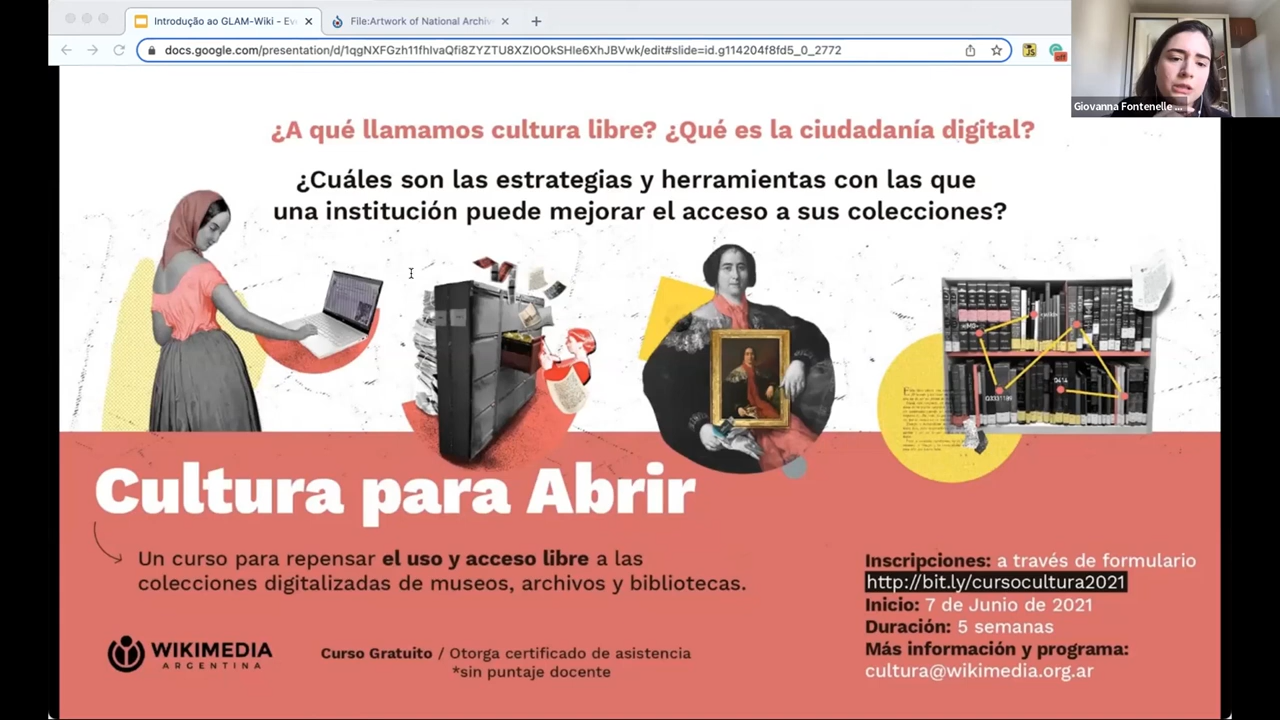 Introdução ao GLAM-Wiki - Eve
File:Artwork of National Archiv
docs.google.com/presentation/d/1qgNXFGzh11fhIvaQfi8ZYZTU8XZIOOkSHIe6XhJBVwk/edit#slide=id.g114204f8fd5_0_2772
JS
off
Giovanna Fontenelle ...
¿A qué llamamos cultura libre? ¿Qué es la ciudadanía digital?
¿Cuáles son las estrategias y herramientas con las que
una institución puede mejorar el acceso a sus colecciones?
Q414
Q3331189
Cultura para Abrir
Un curso para repensar el uso y acceso libre a las
colecciones digitalizadas de museos, archivos y bibliotecas.
WIKIMEDIA
ARGENTINA
Curso Gratuito / Otorga certificado de asistencia
*sin puntaje docente
Inscripciones: a través de formulario
http://bit.ly/cursocultura2021
Inicio: 7 de Junio de 2021
Duración: 5 semanas
Más información y programa:
cultura@wikimedia.org.ar